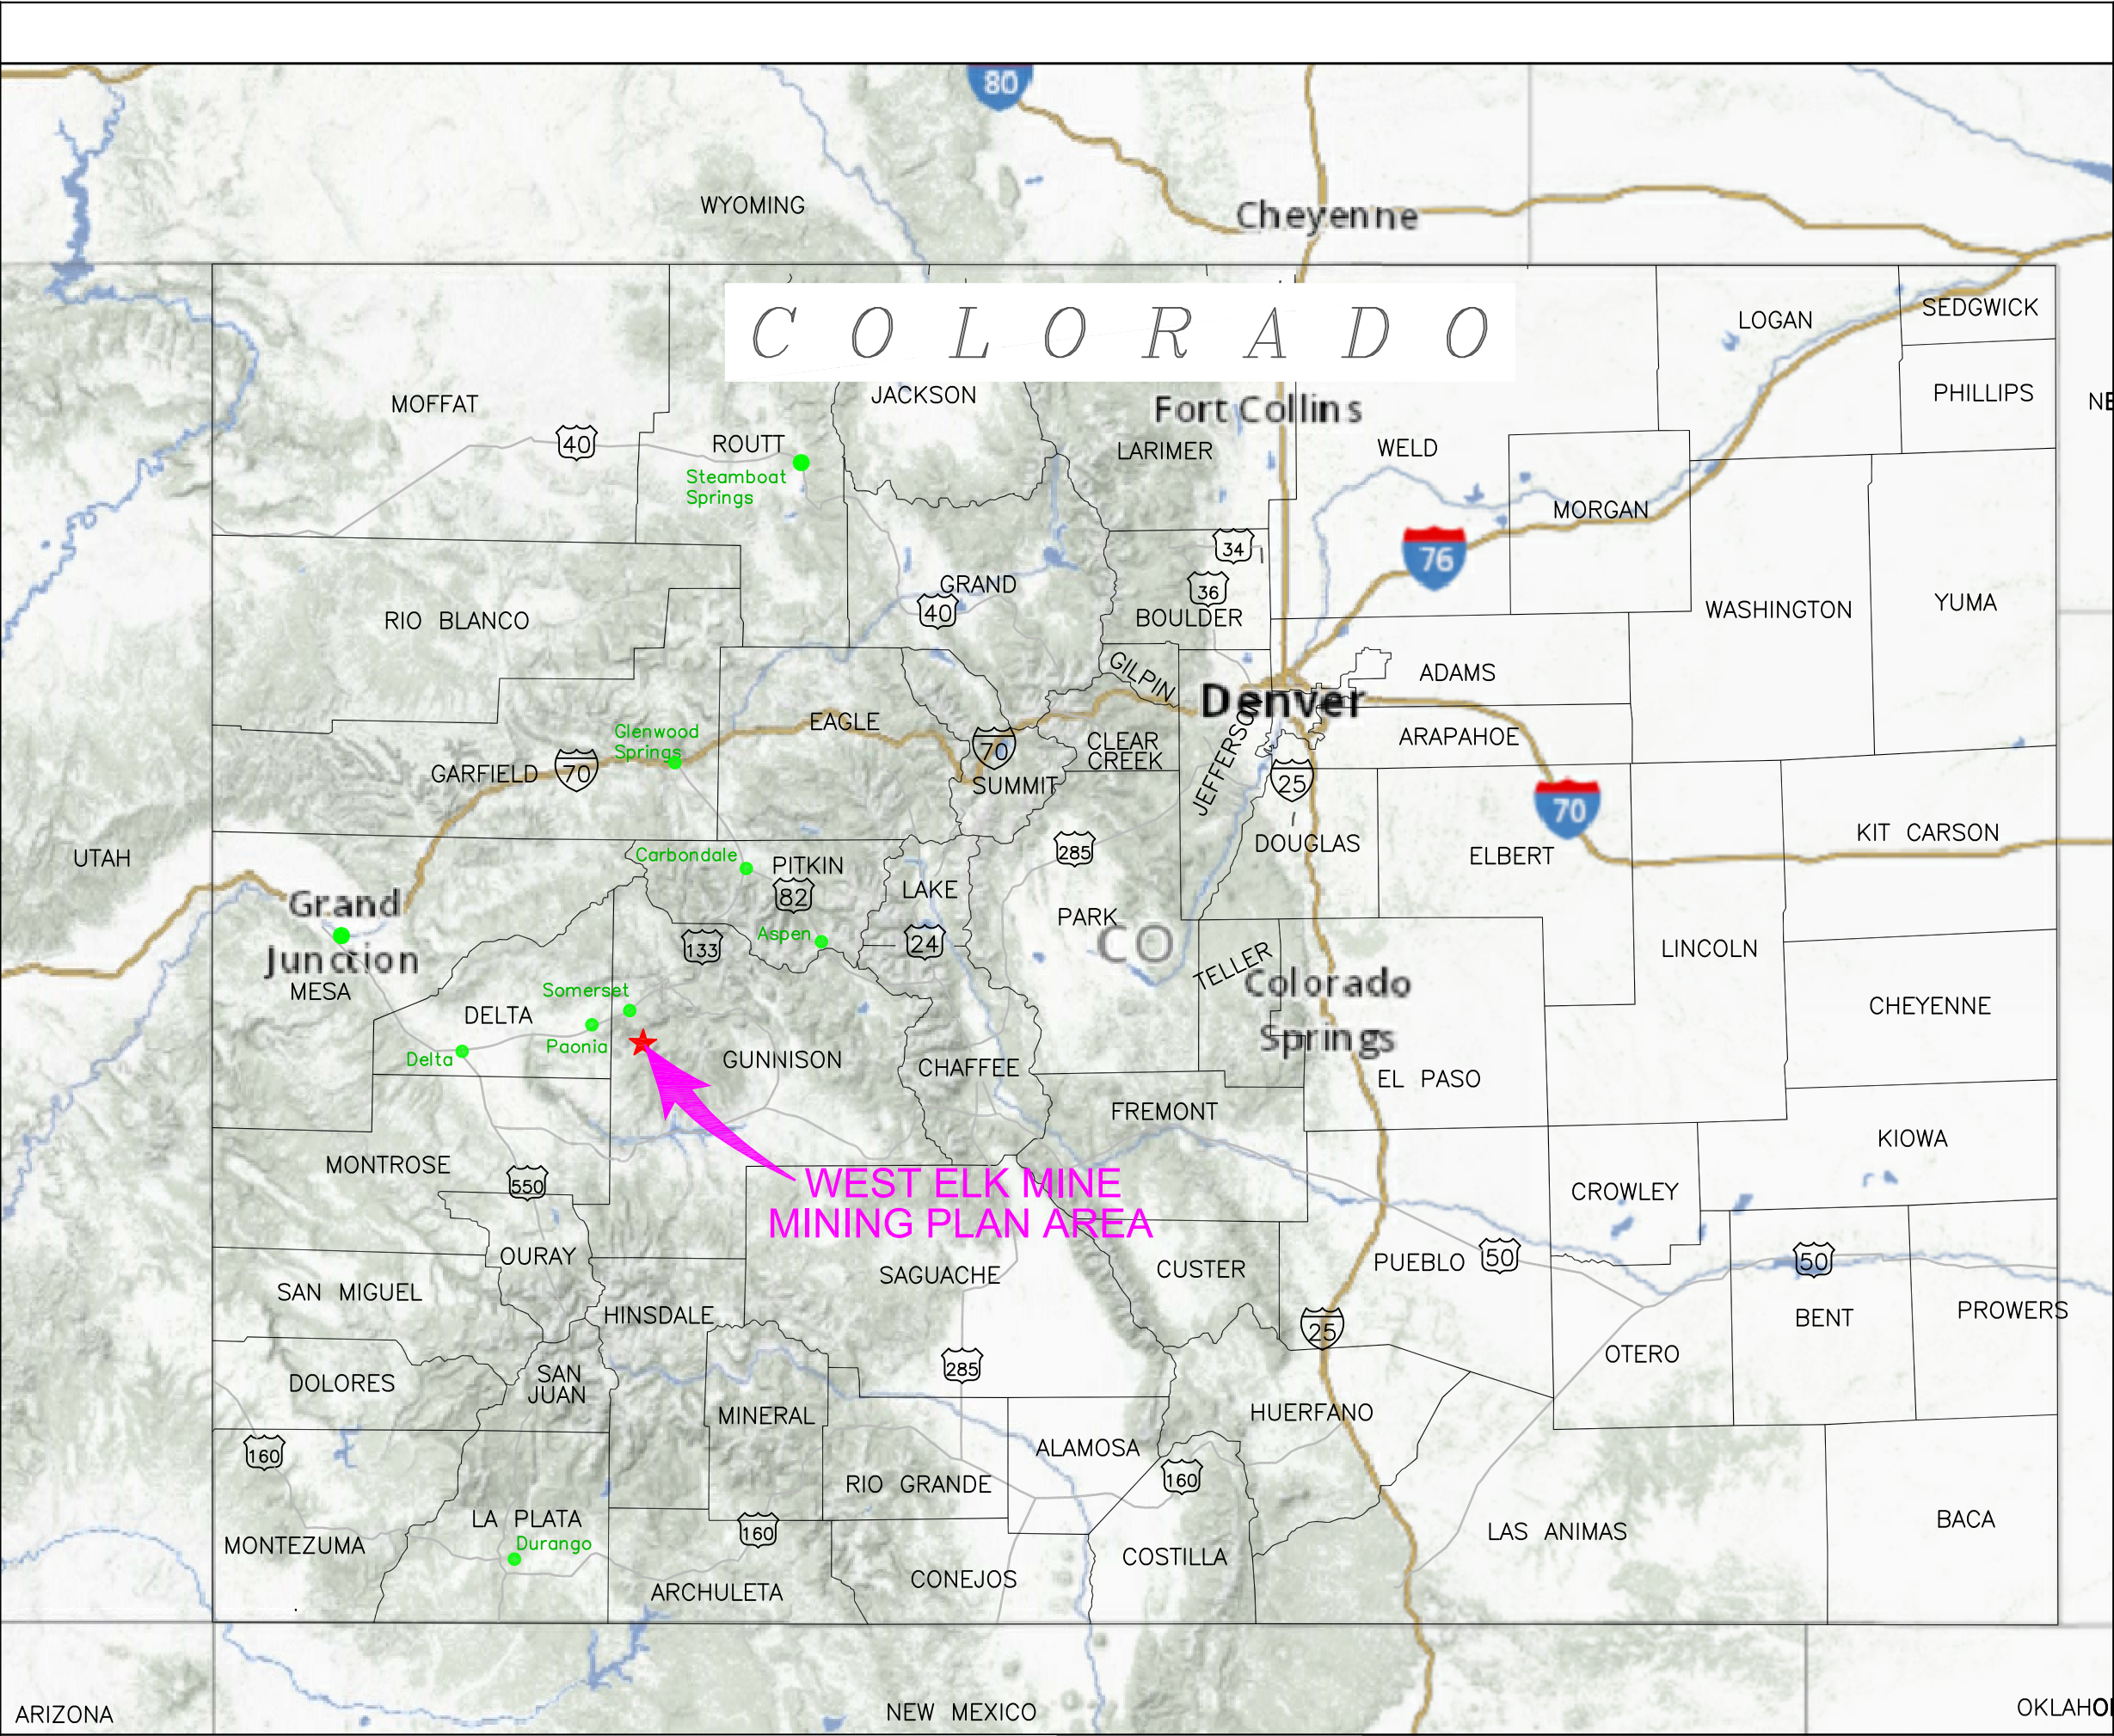 80
WYOMING
Cheyenne
COLORADO
LOGAN
SEDGWICK
PHILLIPS
NE
MOFFAT
JACKSON
Fort Collins
40
ROUTT
LARIMER
WELD
Steamboat
Springs
MORGAN
34
76
36
GRAND
40
RIO BLANCO
BOULDER
WASHINGTON
YUMA
GILPIN
ADAMS
Denver
EAGLE
Glenwood
Springs
70
CLEAR
CREEK
JEFFERSON
ARAPAHOE
GARFIELD
70
SUMMIT
25
70
UTAH
Carbondale
PITKIN
285
DOUGLAS
ELBERT
KIT CARSON
82
LAKE
Grand
Junction
PARK
CO
133
Aspen
24
TELLER
LINCOLN
MESA
Somerset
Colorado
Springs
DELTA
CHEYENNE
Paonia
Delta
GUNNISON
CHAFFEE
EL PASO
FREMONT
KIOWA
MONTROSE
550
WEST ELK MINE
MINING PLAN AREA
CROWLEY
OURAY
SAGUACHE
CUSTER
PUEBLO
50
50
SAN MIGUEL
HINSDALE
25
BENT
PROWERS
DOLORES
SAN
JUAN
285
OTERO
MINERAL
HUERFANO
160
ALAMOSA
RIO GRANDE
160
LA PLATA
Durango
160
MONTEZUMA
LAS ANIMAS
BACA
COSTILLA
ARCHULETA
CONEJOS
ARIZONA
NEW MEXICO
OKLAHO